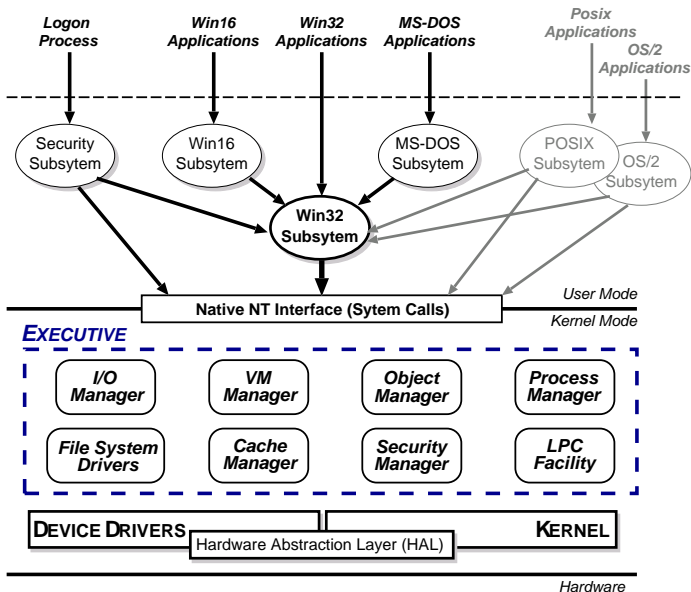 Logon
Process
Win16
Applications
Win32
Applications
MS-DOS
Applications
Posix
Applications
OS/2
Applications
Security
Subsytem
Win16
Subsystem
MS-DOS
Subsystem
POSIX
Subsytem
OS/2
Subsytem
Win32
Subsytem
Native NT Interface (Sytem Calls)
User Mode
Kernel Mode
EXECUTIVE
I/O
Manager
VM
Manager
Object
Manager
Process
Manager
File System
Drivers
Cache
Manager
Security
Manager
LPC
Facility
DEVICE DRIVERS
KERNEL
Hardware Abstraction Layer (HAL)
Hardware